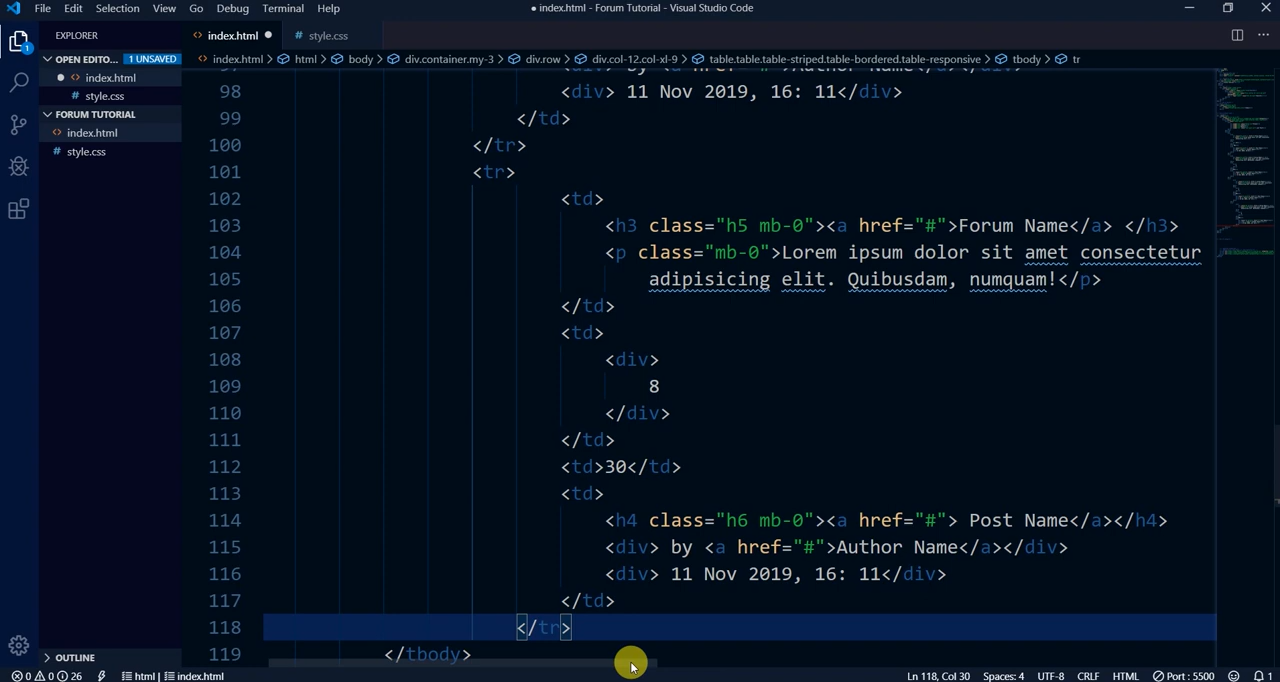 File Edit Selection View Go Debug Terminal Help
● index.html - Forum Tutorial - Visual Studio Code
EXPLORER
index.html ●
style.css
OPEN EDITO... 1 UNSAVED
index.html > html > body > div.container.my-3 > div.row > div.col-12.col-xl-9 > table.table.table-striped.table-bordered.table-responsive > tbody > tr
● index.html
style.css
FORUM TUTORIAL
index.html
style.css
1
98 <div> 11 Nov 2019, 16: 11</div>
99 </td>
100 </tr>
101 <tr>
102 <td>
103 <h3 class="h5 mb-0"><a href="#">Forum Name</a> </h3>
104 <p class="mb-0">Lorem ipsum dolor sit amet consectetur
105 adipisicing elit. Quibusdam, numquam!</p>
106 </td>
107 <td>
108 <div>
109 8
110 </div>
111 </td>
112 <td>30</td>
113 <td>
114 <h4 class="h6 mb-0"><a href="#"> Post Name</a></h4>
115 <div> by <a href="#">Author Name</a></div>
116 <div> 11 Nov 2019, 16: 11</div>
117 </td>
118 </tr>
119 </tbody>
OUTLINE
0 0 26 html | index.html Ln 118, Col 30 Spaces: 4 UTF-8 CRLF HTML Port : 5500 1